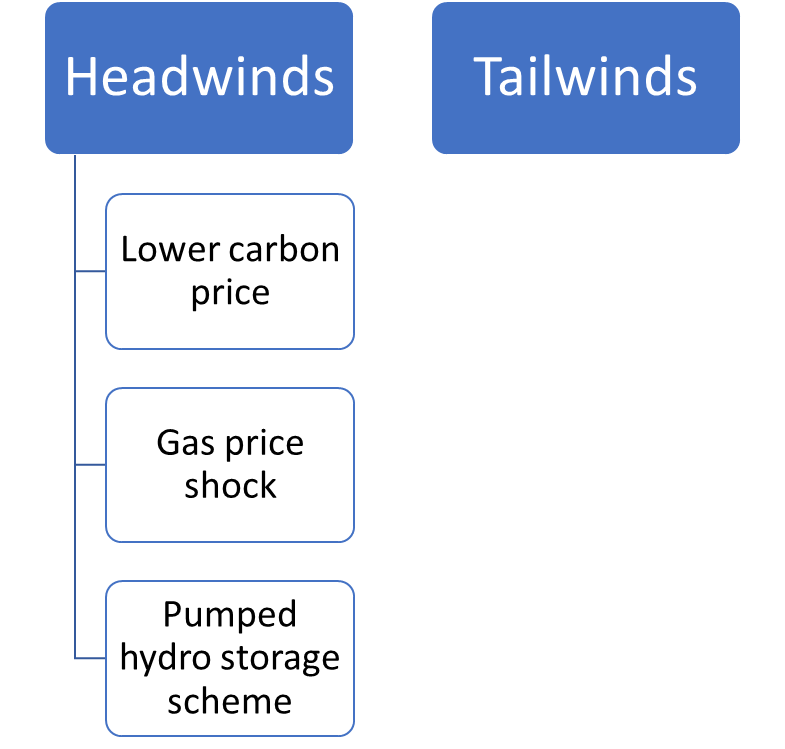 Headwinds
Lower carbon
price
Gas price
shock
Pumped
hydro storage
scheme
Tailwinds